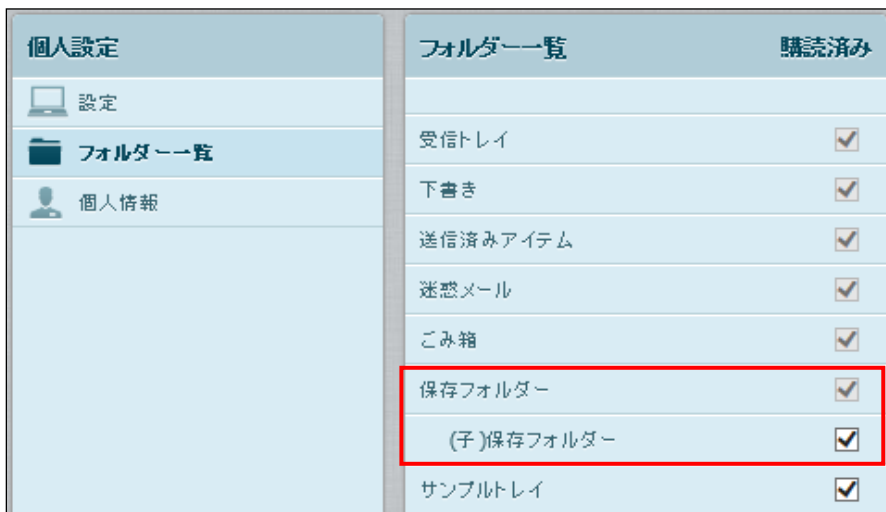 個人設定
設定
フォルダー一覧
個人情報
フォルダー一覧 購読済み
受信トレイ
下書き
送信済みアイテム
迷惑メール
ごみ箱
保存フォルダー
(子)保存フォルダー
サンプルトレイ